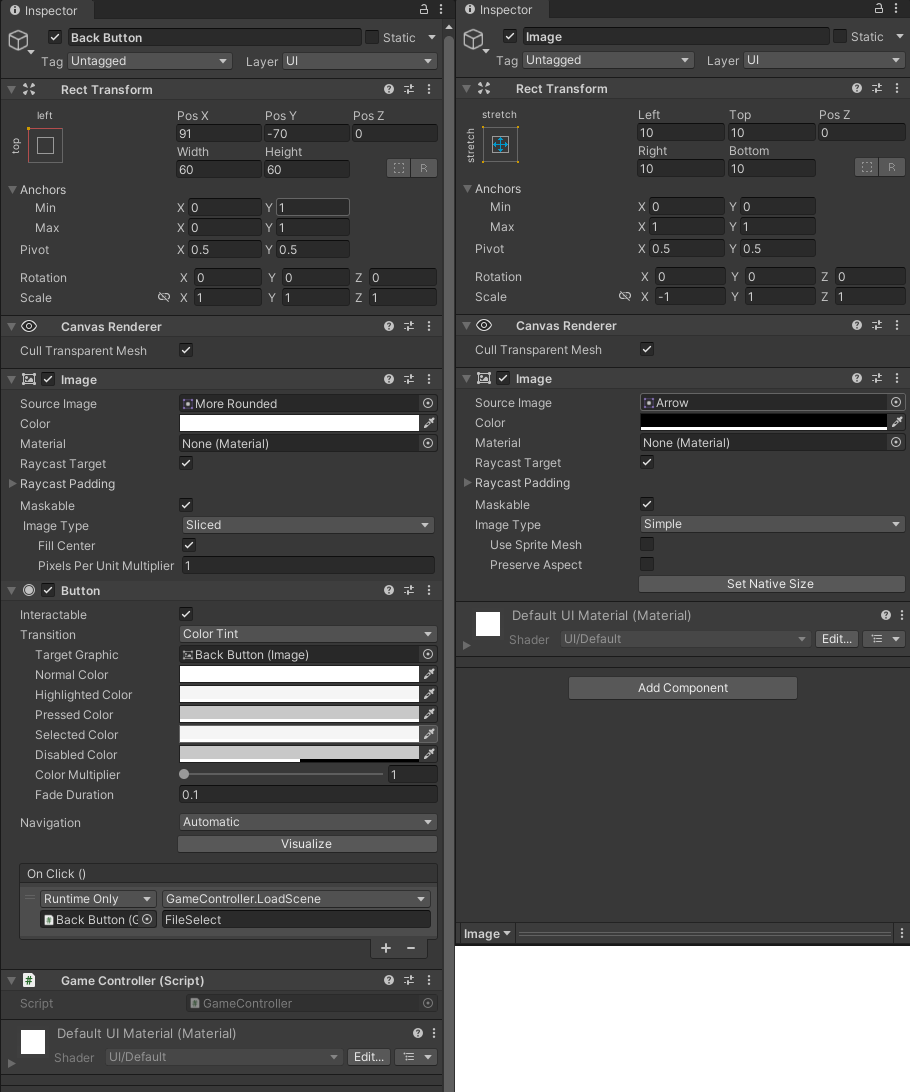 Inspector
Back Button
Static
Tag Untagged Layer UI
Rect Transform
left
top
Pos X Pos Y Pos Z
91 -70 0
Width Height
60 60
R
Anchors
Min X 0 Y 1
Max X 0 Y 1
Pivot X 0.5 Y 0.5
Rotation X 0 Y 0 Z 0
Scale X 1 Y 1 Z 1
Canvas Renderer
Cull Transparent Mesh
Image
Source Image More Rounded
Color
Material None (Material)
Raycast Target
Raycast Padding
Maskable
Image Type Sliced
Fill Center
Pixels Per Unit Multiplier 1
Button
Interactable
Transition Color Tint
Target Graphic Back Button (Image)
Normal Color
Highlighted Color
Pressed Color
Selected Color
Disabled Color
Color Multiplier 1
Fade Duration 0.1
Navigation Automatic
Visualize
On Click ()
Runtime Only GameController.LoadScene
Back Button (G FileSelect
+ −
# Game Controller (Script)
Script GameController
Default UI Material (Material)
Shader UI/Default Edit...
Inspector
Image
Static
Tag Untagged Layer UI
Rect Transform
stretch
stretch
Left Top Pos Z
10 10 0
Right Bottom
10 10
R
Anchors
Min X 0 Y 0
Max X 1 Y 1
Pivot X 0.5 Y 0.5
Rotation X 0 Y 0 Z 0
Scale X -1 Y 1 Z 1
Canvas Renderer
Cull Transparent Mesh
Image
Source Image Arrow
Color
Material None (Material)
Raycast Target
Raycast Padding
Maskable
Image Type Simple
Use Sprite Mesh
Preserve Aspect
Set Native Size
Default UI Material (Material)
Shader UI/Default Edit...
Add Component
Image